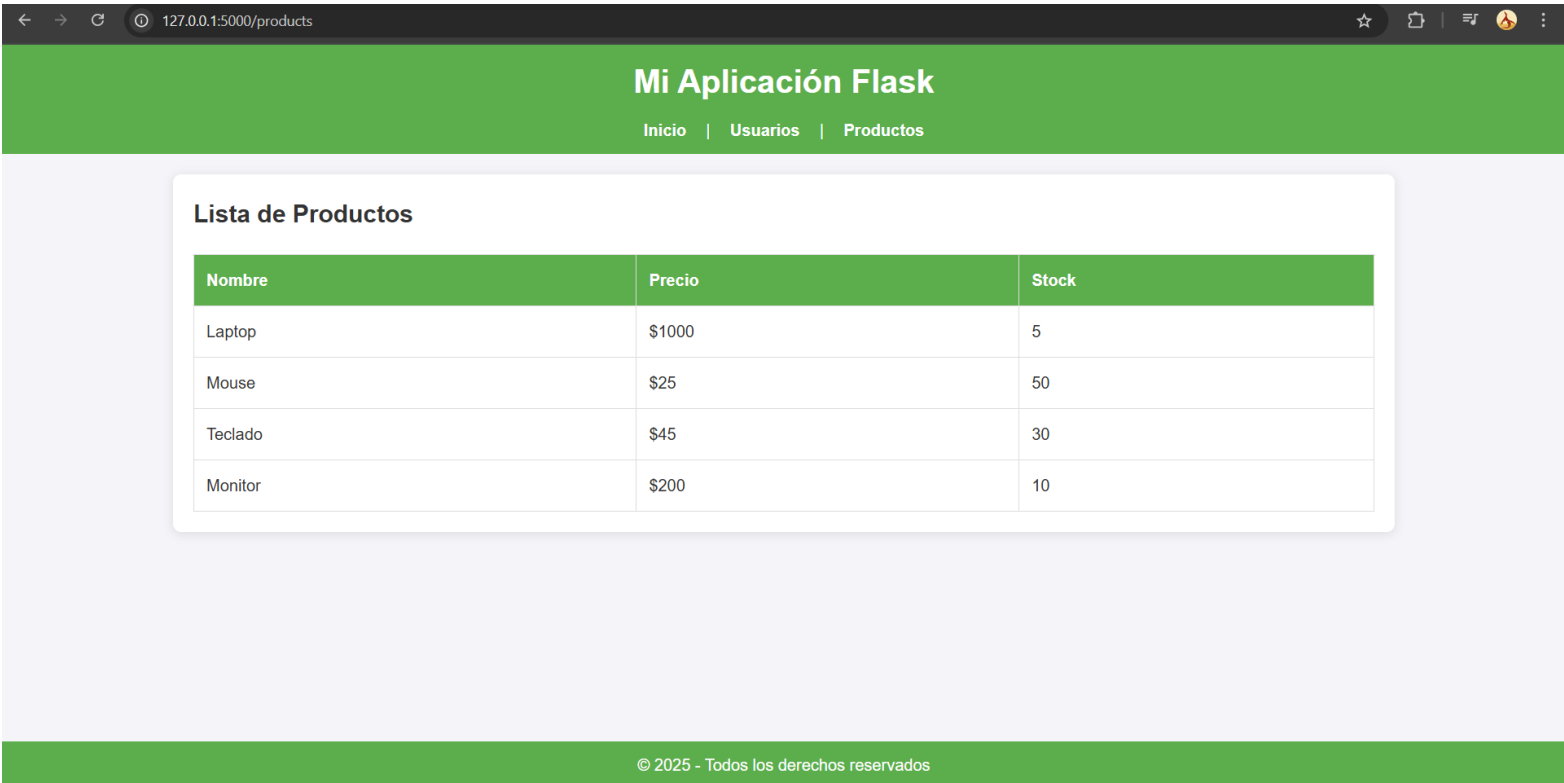 127.0.0.1:5000/products
Mi Aplicación Flask
Inicio | Usuarios | Productos
Lista de Productos
Nombre Precio Stock
Laptop $1000 5
Mouse $25 50
Teclado $45 30
Monitor $200 10
© 2025 - Todos los derechos reservados